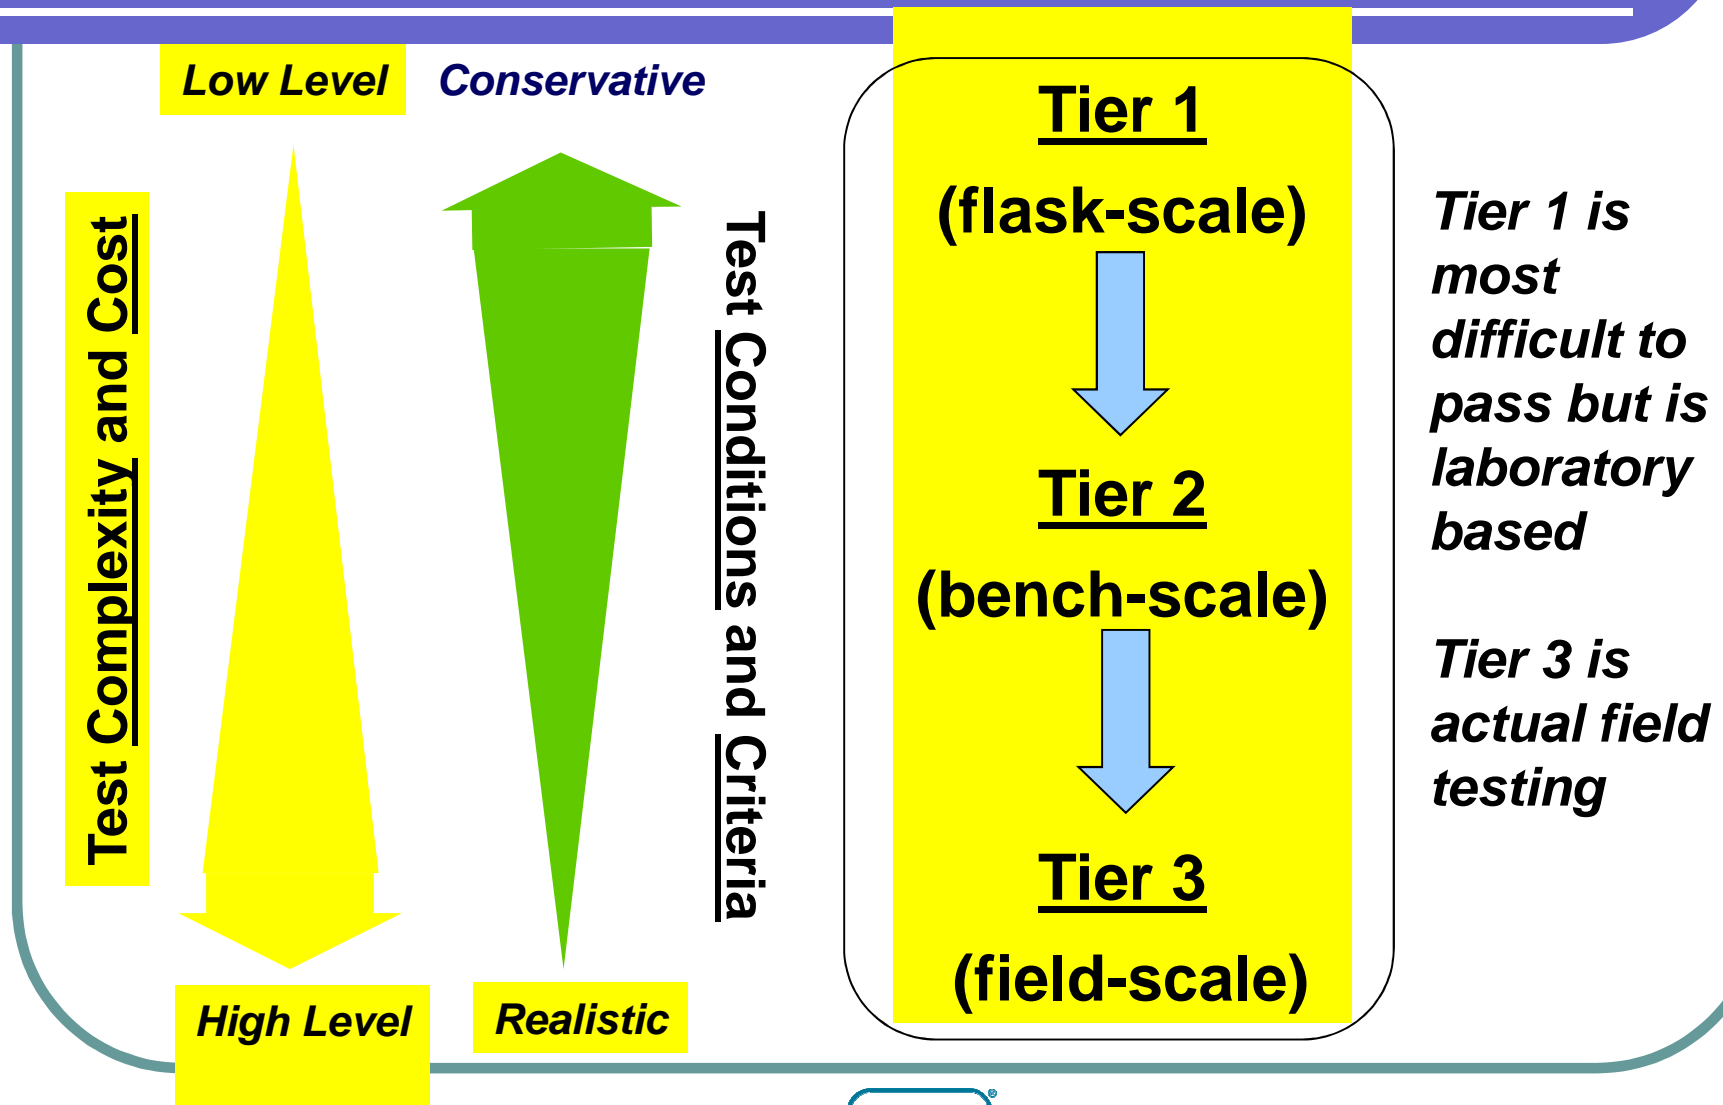 Low Level
Conservative
Test Complexity and Cost
Test Conditions and Criteria
High Level
Realistic
Tier 1
(flask-scale)
Tier 2
(bench-scale)
Tier 3
(field-scale)
Tier 1 is
most
difficult to
pass but is
laboratory
based
Tier 3 is
actual field
testing
®